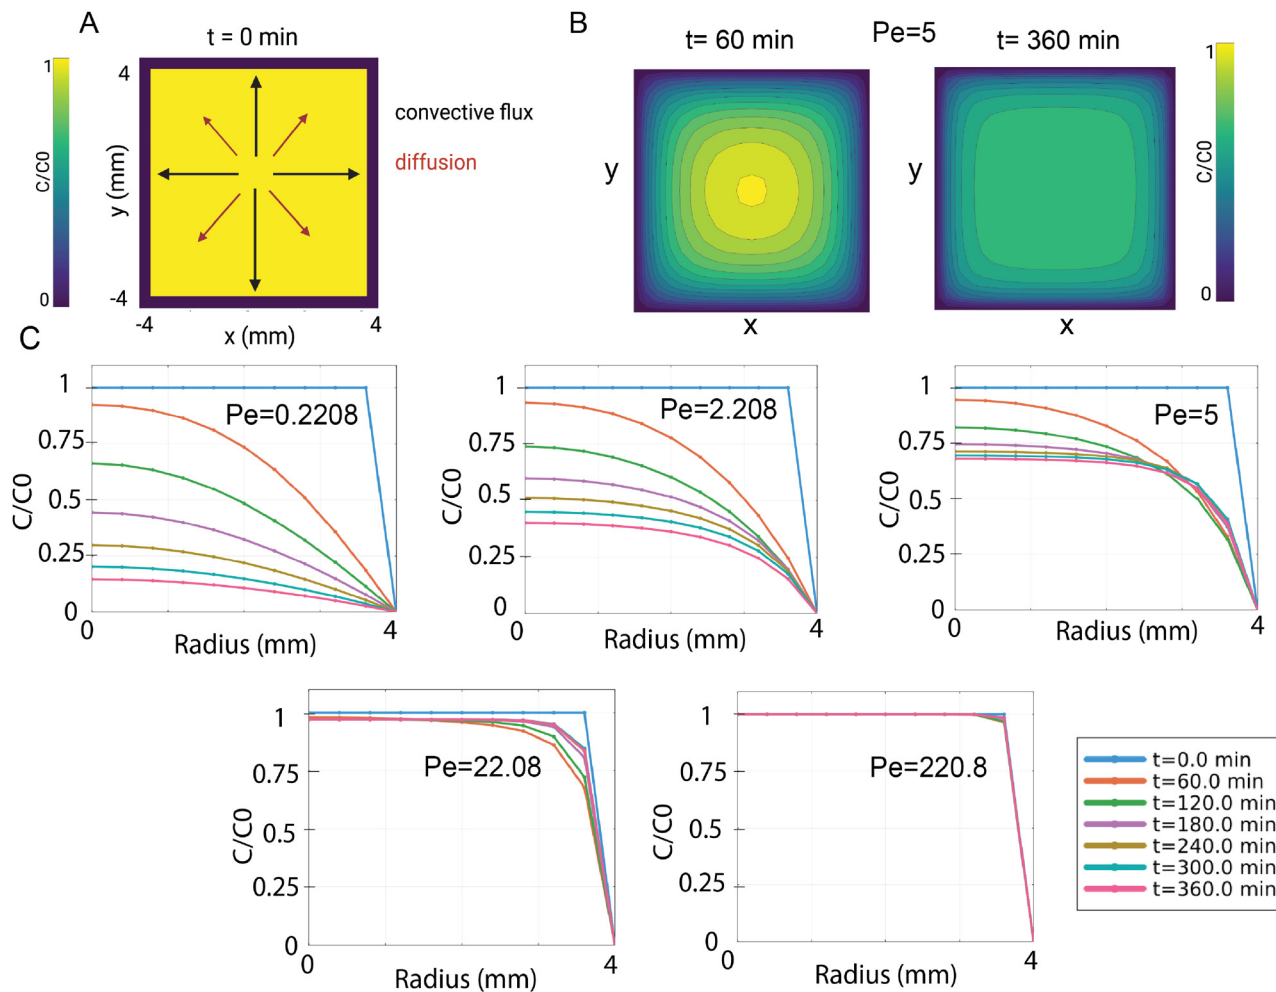 A
t = 0 min
1
C/C0
0
4
y (mm)
-4
-4
x (mm)
4
convective flux
diffusion
B
t= 60 min
Pe=5
t= 360 min
y
x
y
x
1
C/C0
0
C
1
0.75
0.5
0.25
0
C/C0
Pe=0.2208
0
Radius (mm)
4
1
0.75
0.5
0.25
0
C/C0
Pe=2.208
0
Radius (mm)
4
1
0.75
0.5
0.25
0
C/C0
Pe=5
0
Radius (mm)
4
1
0.75
0.5
0.25
0
C/C0
Pe=22.08
0
Radius (mm)
4
1
0.75
0.5
0.25
0
C/C0
Pe=220.8
0
Radius (mm)
4
t=0.0 min
t=60.0 min
t=120.0 min
t=180.0 min
t=240.0 min
t=300.0 min
t=360.0 min